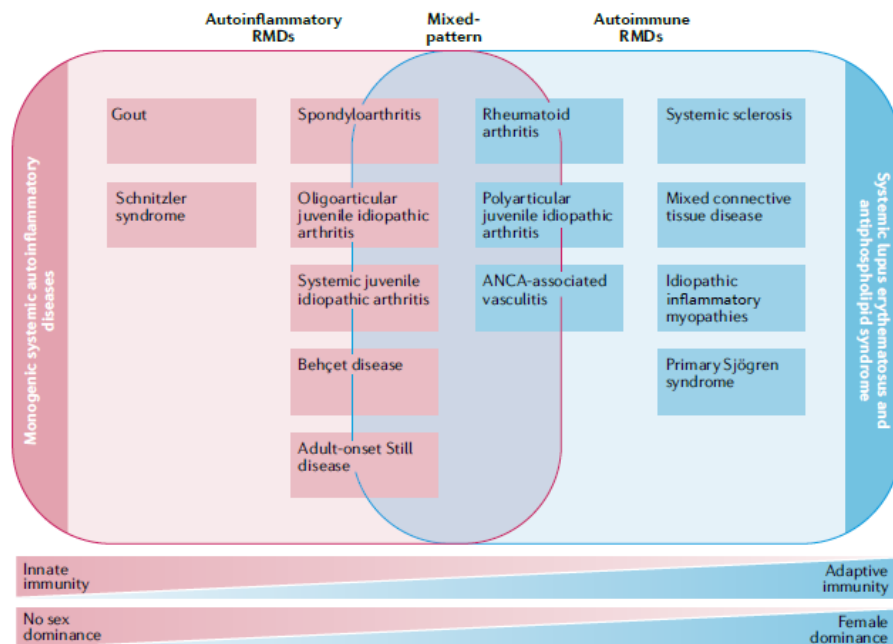 Autoinflammatory
RMDs
Mixed-
pattern
Autoimmune
RMDs
Monogenic systemic autoinflammatory
diseases
Gout
Schnitzler
syndrome
Spondyloarthritis
Oligoarticular
juvenile idiopathic
arthritis
Systemic juvenile
idiopathic arthritis
Behçet disease
Adult-onset Still
disease
Rheumatoid
arthritis
Polyarticular
juvenile idiopathic
arthritis
ANCA-associated
vasculitis
Systemic sclerosis
Mixed connective
tissue disease
Idiopathic
inflammatory
myopathies
Primary Sjögren
syndrome
Systemic lupus erythematosus and
antiphospholipid syndrome
Innate
immunity
Adaptive
immunity
No sex
dominance
Female
dominance